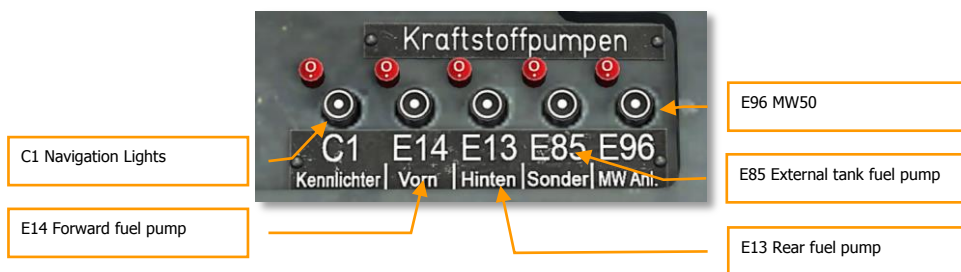 Kraftstoffpumpen
O O O O O
C1 E14 E13 E85 E96
Kennlichter Vorn Hinten Sonder MW Anl.
E96 MW50
C1 Navigation Lights
E85 External tank fuel pump
E14 Forward fuel pump
E13 Rear fuel pump